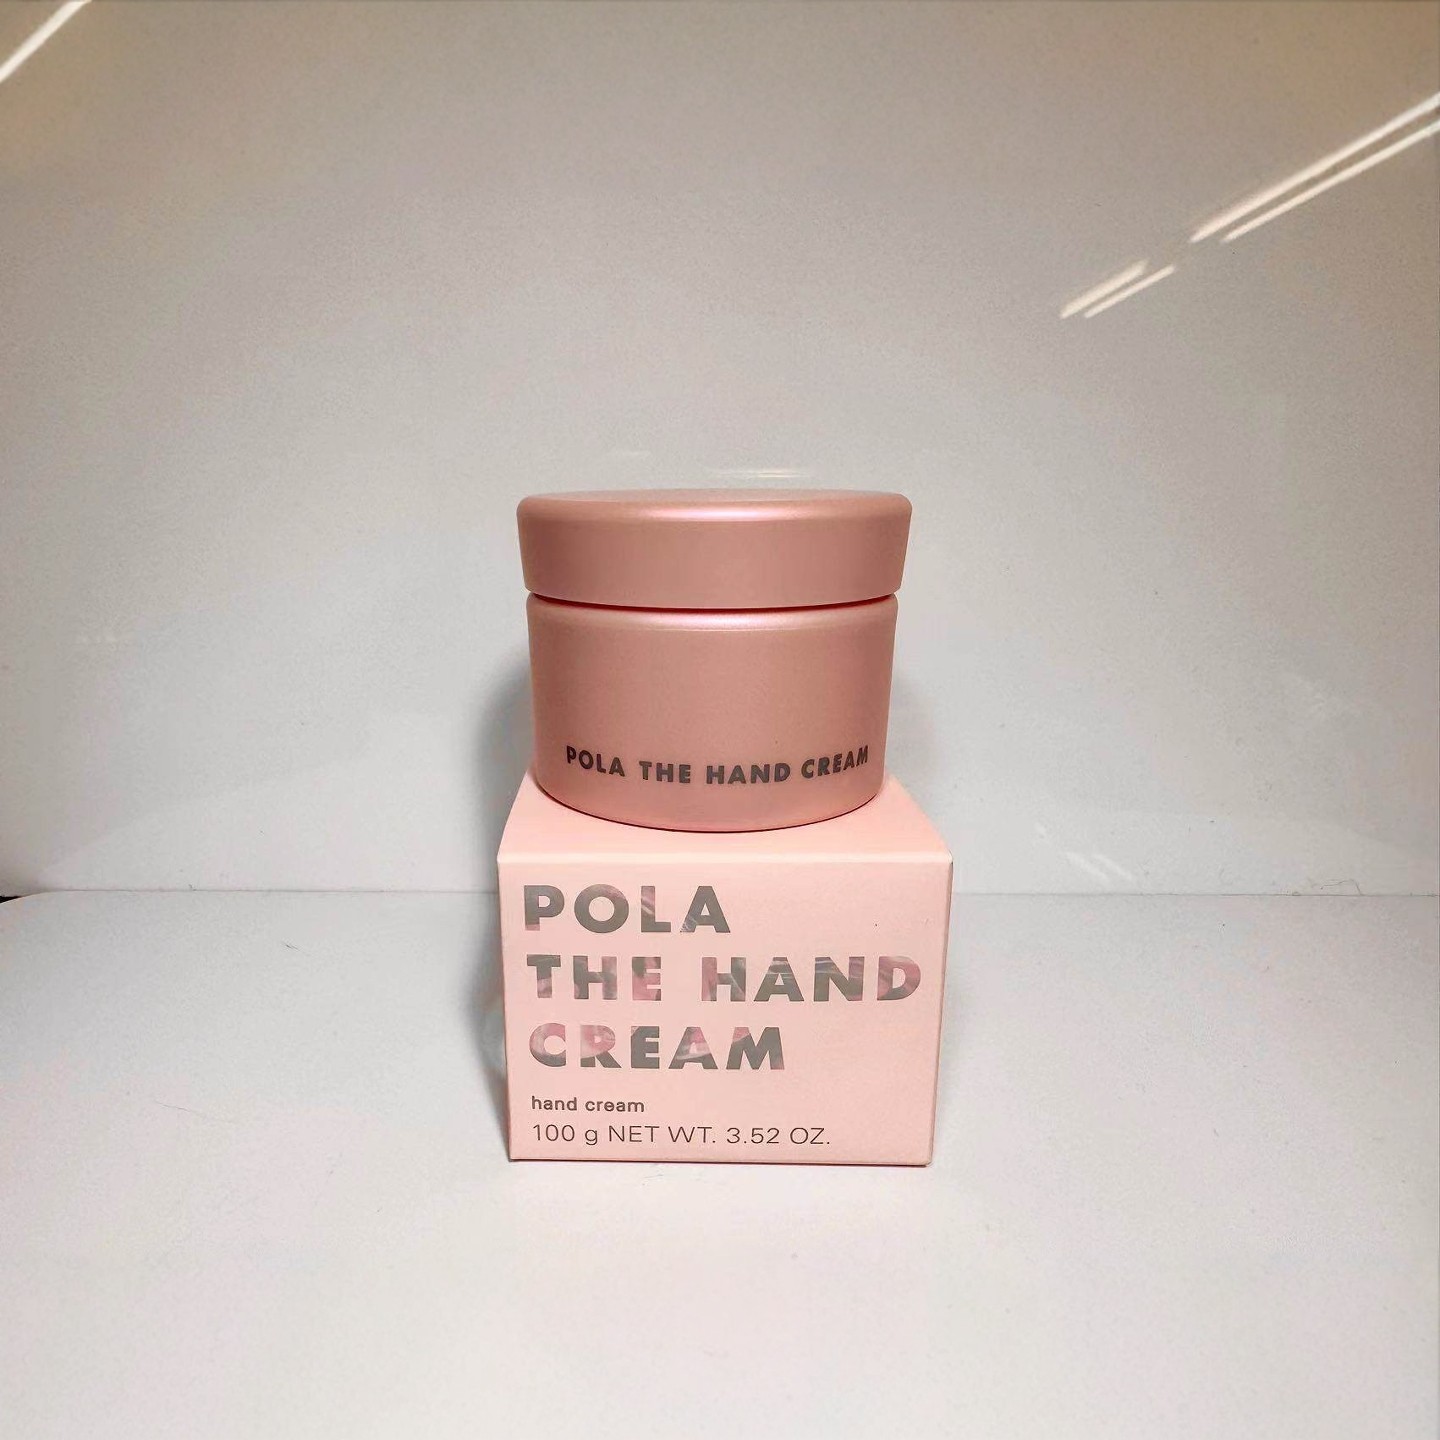 POLA THE HAND CREAM
POLA
THE HAND
CREAM
hand cream
100 g NET WT. 3.52 OZ.